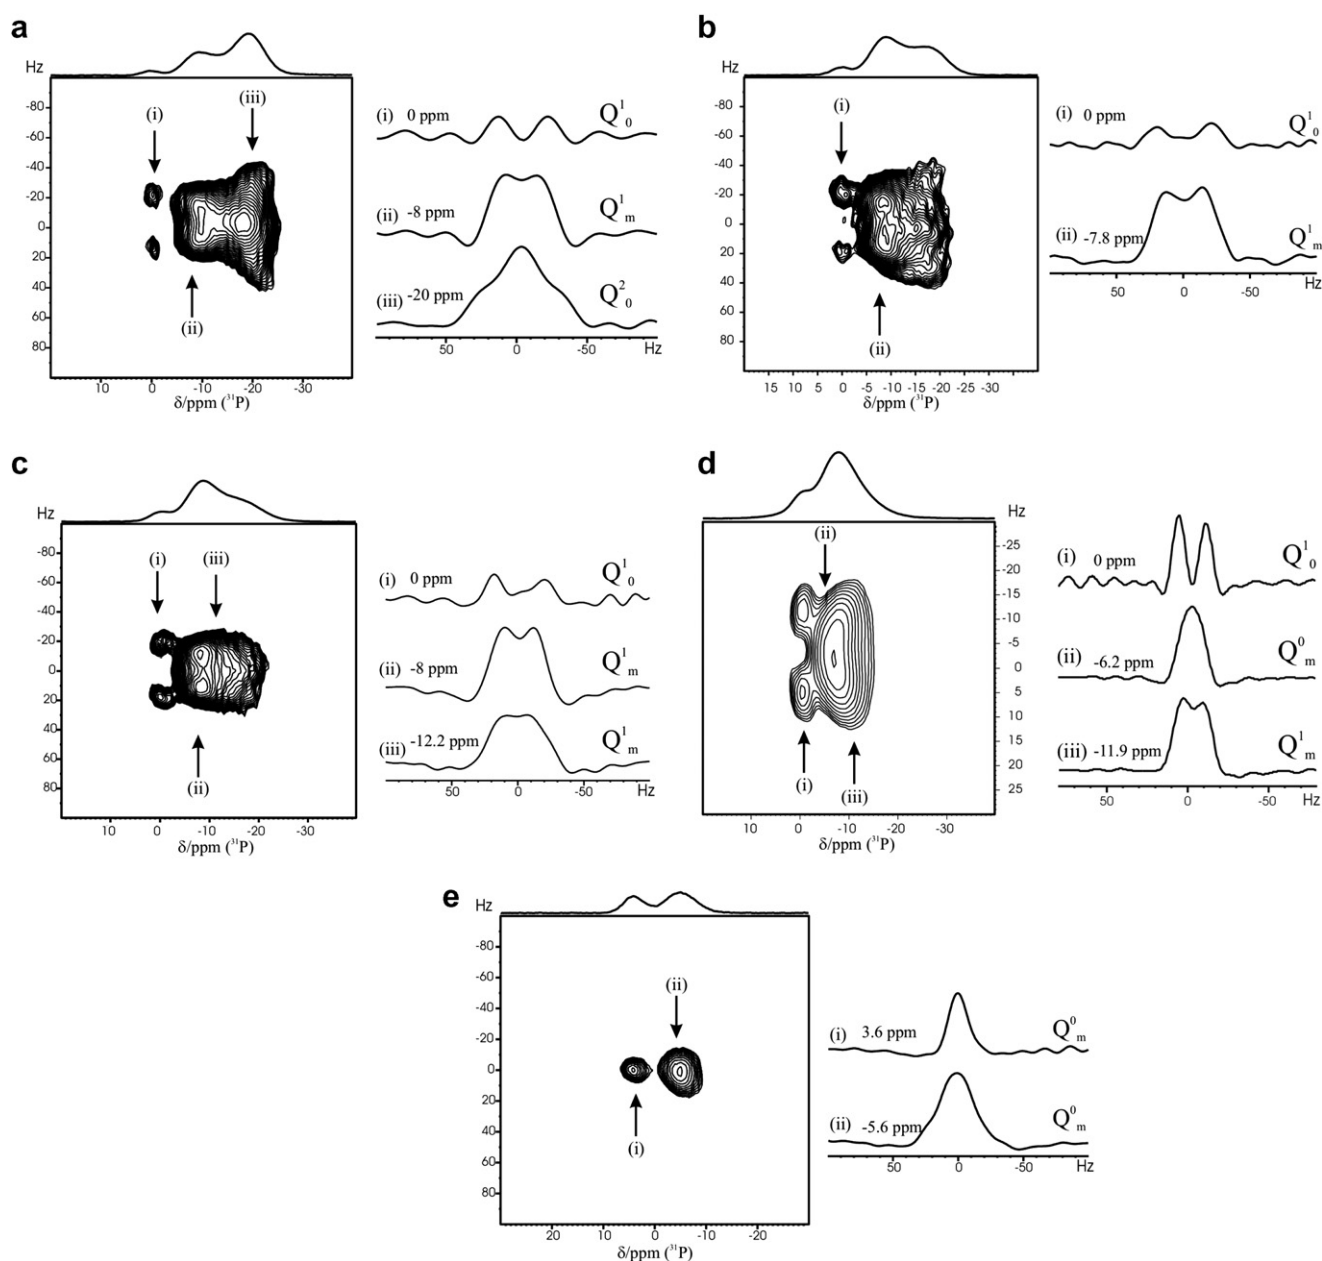 a
Hz
-80
-60
-40
-20
0
20
40
60
80
(i)
(iii)
(ii)
10 0 -10 -20 -30
δ/ppm (³¹P)
(i) 0 ppm Q¹₀
(ii) -8 ppm Q¹ₘ
(iii) -20 ppm Q²₀
50 0 -50 Hz
b
Hz
-80
-60
-40
-20
0
20
40
60
80
(i)
(ii)
15 10 5 0 -5 -10 -15 -20 -25 -30
δ/ppm (³¹P)
(i) 0 ppm Q¹₀
(ii) -7.8 ppm Q¹ₘ
50 0 -50 Hz
c
Hz
-80
-60
-40
-20
0
20
40
60
80
(i) (iii)
(ii)
10 0 -10 -20 -30
δ/ppm (³¹P)
(i) 0 ppm Q¹₀
(ii) -8 ppm Q¹ₘ
(iii) -12.2 ppm Q¹ₘ
50 0 -50 Hz
d
Hz
-25
-20
-15
-10
-5
0
5
10
15
20
25
(ii)
(i) (iii)
10 0 -10 -20 -30
δ/ppm (³¹P)
(i) 0 ppm Q¹₀
(ii) -6.2 ppm Q⁰ₘ
(iii) -11.9 ppm Q¹ₘ
50 0 -50 Hz
e
Hz
-80
-60
-40
-20
0
20
40
60
80
(ii)
(i)
20 10 0 -10 -20
δ/ppm (³¹P)
(i) 3.6 ppm Q⁰ₘ
(ii) -5.6 ppm Q⁰ₘ
50 0 -50 Hz